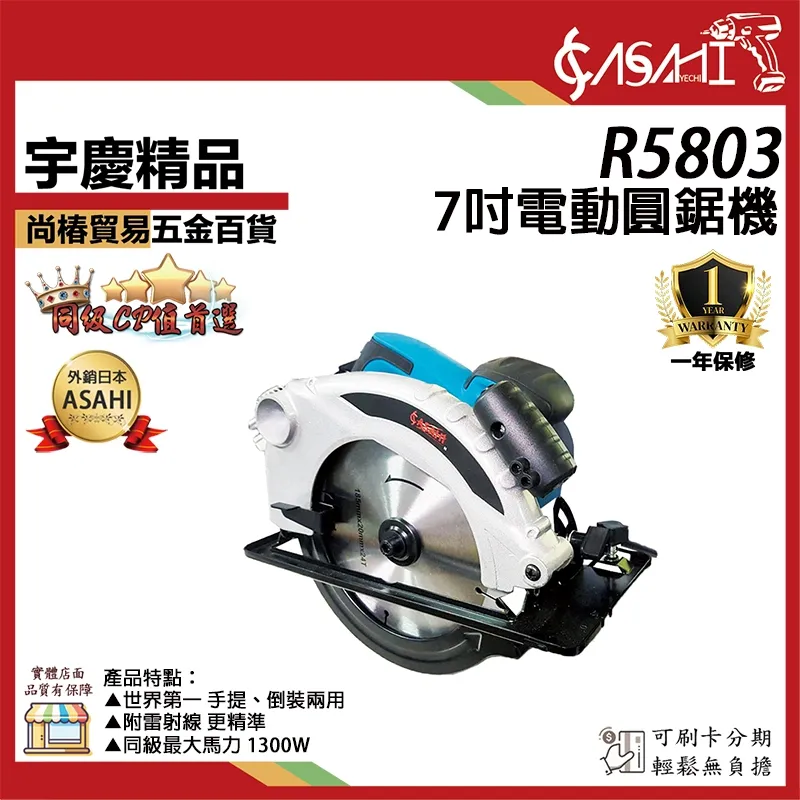 ASAHI
YECHI
宇慶精品
尚椿貿易五金百貨
R5803
7吋電動圓鋸機
同級CP值首選
外銷日本
ASAHI
1
YEAR
WARRANTY
一年保修
ASAHI
185mmx20mmx24T
實體店面
品質有保障
產品特點：
▲世界第一 手提、倒裝兩用
▲附雷射線 更精準
▲同級最大馬力 1300W
可刷卡分期
輕鬆無負擔